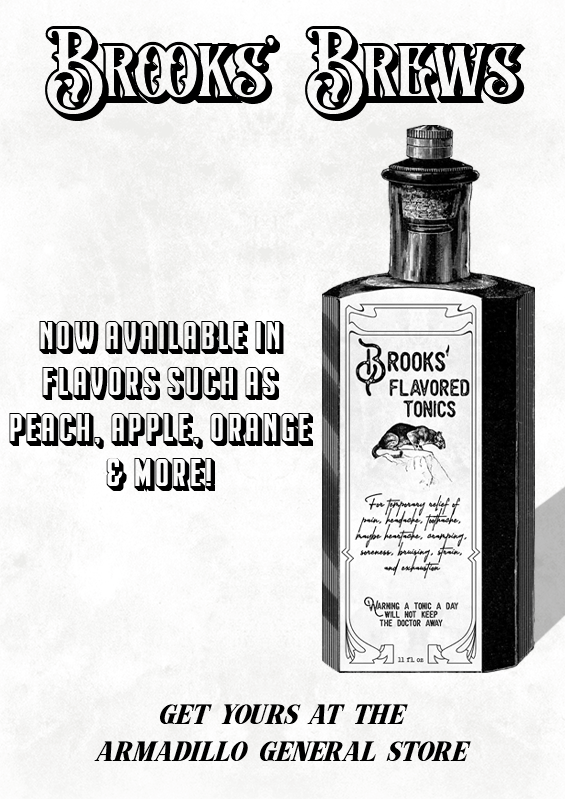 BROOKS' BREWS
NOW AVAILABLE IN
FLAVORS SUCH AS
PEACH, APPLE, ORANGE
& MORE!
BROOKS'
FLAVORED
TONICS
For temporary relief of
pain, headache, toothache,
maybe heartache, cramping,
soreness, bruising, strain,
and exhaustion
WARNING A TONIC A DAY
WILL NOT KEEP
THE DOCTOR AWAY
11 fl oz
GET YOURS AT THE
ARMADILLO GENERAL STORE